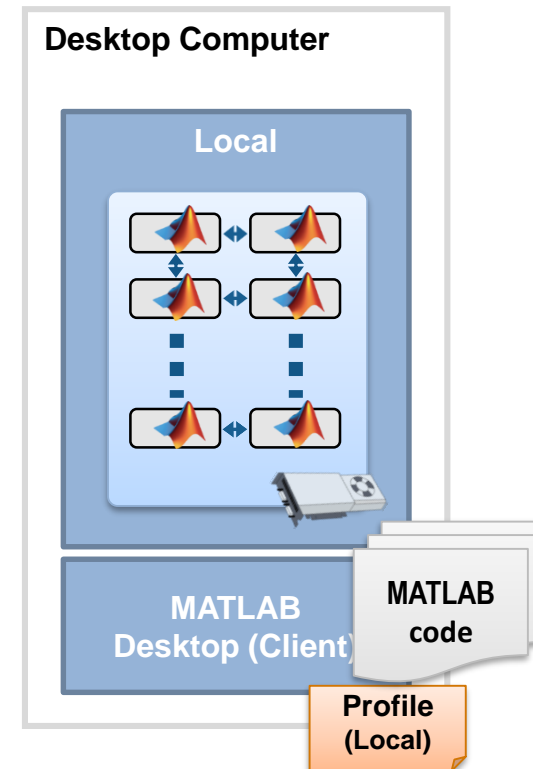 Desktop Computer
Local
MATLAB
Desktop (Client)
MATLAB
code
Profile
(Local)